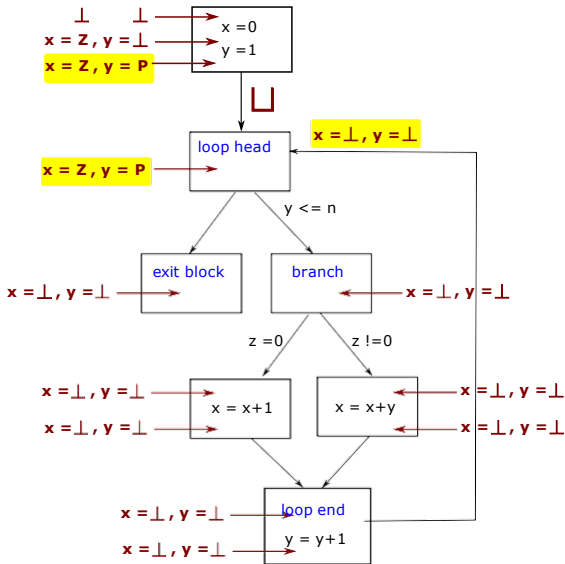 ⊥ ⊥
x = 0
x = Z , y = ⊥
y = 1
x = Z , y = P
⊔
x = ⊥ , y = ⊥
loop head
x = Z , y = P
y <= n
exit block
branch
x = ⊥ , y = ⊥
x = ⊥ , y = ⊥
z =0
z !=0
x = ⊥ , y = ⊥
x = ⊥ , y = ⊥
x = x+1
x = x+y
x = ⊥ , y = ⊥
x = ⊥ , y = ⊥
loop end
x = ⊥ , y = ⊥
y = y+1
x = ⊥ , y = ⊥